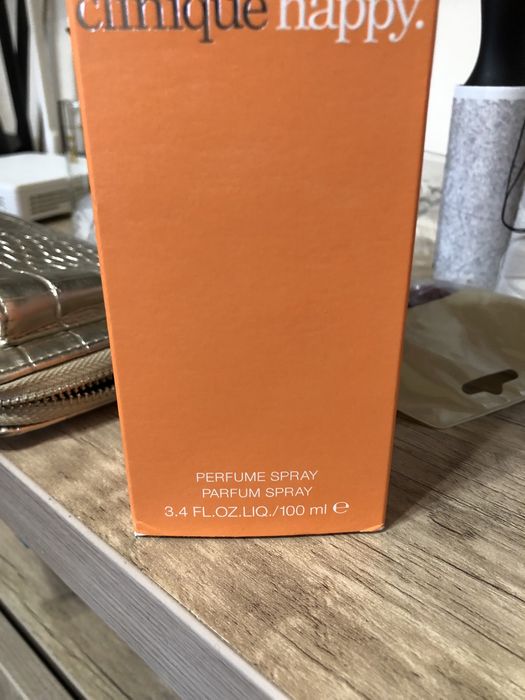 clinique happy.
PERFUME SPRAY
PARFUM SPRAY
3.4 FL.OZ.LIQ./100 ml ℮